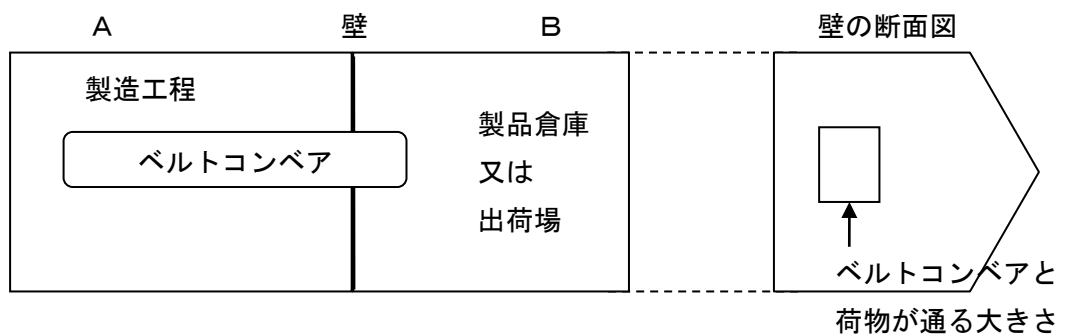 A
壁
B
壁の断面図
製造工程
ベルトコンベア
製品倉庫
又は
出荷場
ベルトコンベアと
荷物が通る大きさ